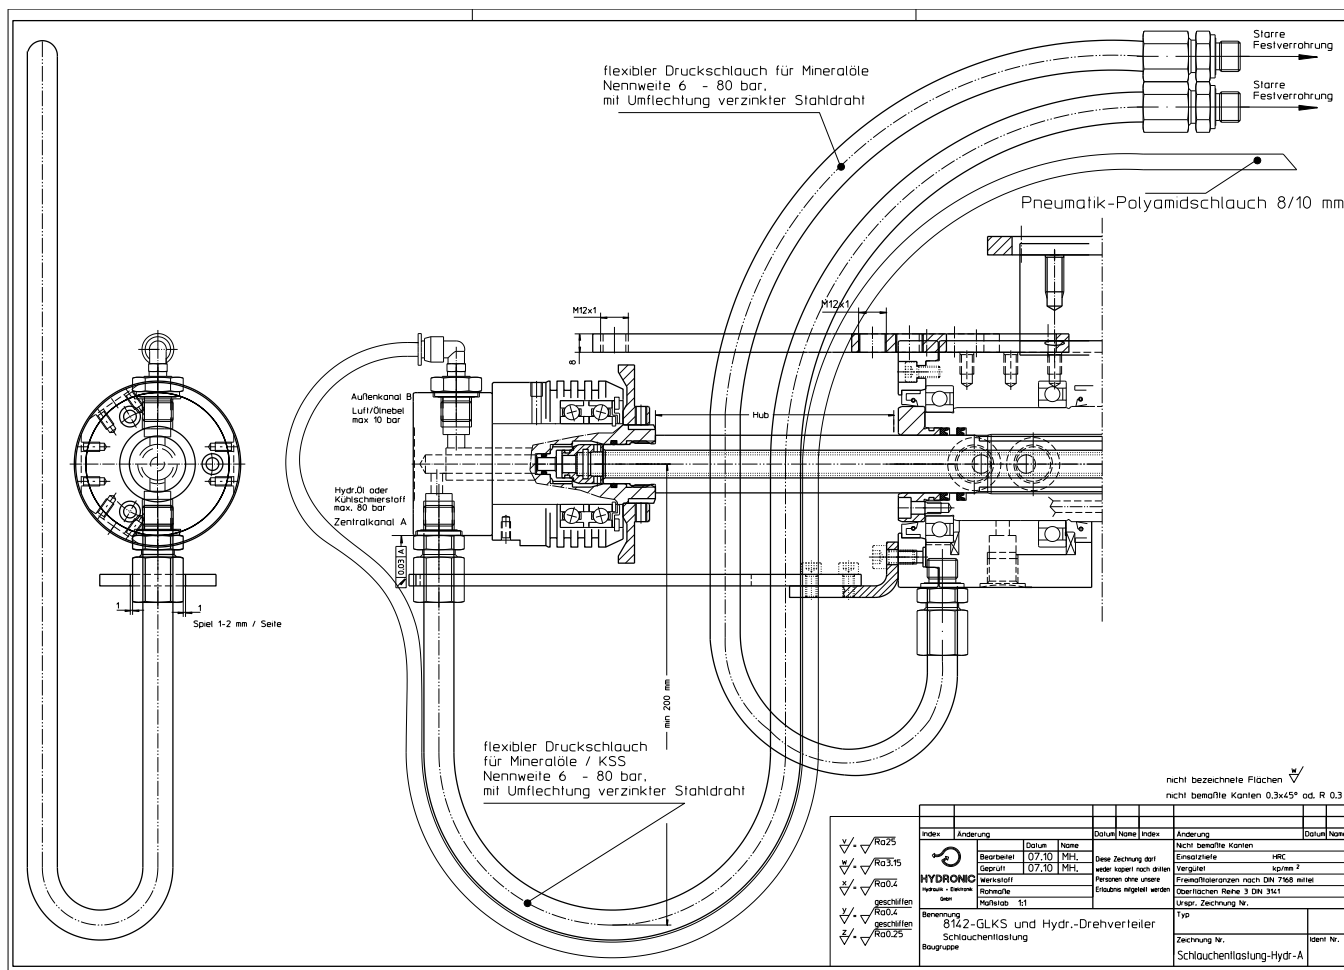 Starre
Festverrohrung
Starre
Festverrohrung
flexibler Druckschlauch für Mineralöle
Nennweite 6 - 80 bar,
mit Umflechtung verzinkter Stahldraht
Pneumatik-Polyamidschlauch 8/10 mm
M12x1
M12x1
8
Außenkanal B
Luft/Ölnebel
max 10 bar
Hub
Hydr.Öl oder
Kühlschmierstoff
max. 80 bar
Zentralkanal A
0.03 A
1
1
Spiel 1-2 mm / Seite
min 200 mm
flexibler Druckschlauch
für Mineralöle / KSS
Nennweite 6 - 80 bar,
mit Umflechtung verzinkter Stahldraht
nicht bezeichnete Flächen w
nicht bemaßte Kanten 0.3x45° od. R 0.3
y = Ra25
w = Ra3.15
x = Ra0.4
geschliffen
y = Ra0.4
geschliffen
z = Ra0.25
Index Änderung Datum Name Index Änderung Datum Name
HYDRONIC
Hydraulik - Elektronik
GmbH
Datum Name
Bearbeitet 07.10 MH.
Geprüft 07.10 MH.
Werkstoff
Rohmaße
Maßstab 1:1
Diese Zeichnung darf
weder kopiert noch dritten
Personen ohne unsere
Erlaubnis mitgeteilt werden
Nicht bemaßte Kanten
Einsatztiefe HRC
Vergütet kp/mm²
Freimaßtoleranzen nach DIN 7168 mittel
Oberflächen Reihe 3 DIN 3141
Urspr. Zeichnung Nr.
Benennung
8142-GLKS und Hydr.-Drehverteiler
Schlauchentlastung
Baugruppe
Typ
Zeichnung Nr.
Ident Nr.
Schlauchentlastung-Hydr-A